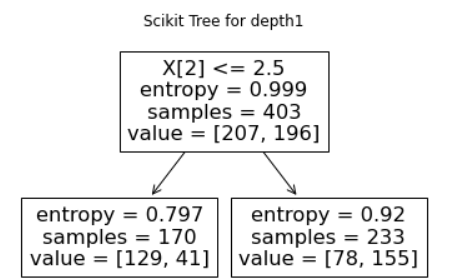 Scikit Tree for depth1
X[2] <= 2.5
entropy = 0.999
samples = 403
value = [207, 196]
entropy = 0.797
samples = 170
value = [129, 41]
entropy = 0.92
samples = 233
value = [78, 155]